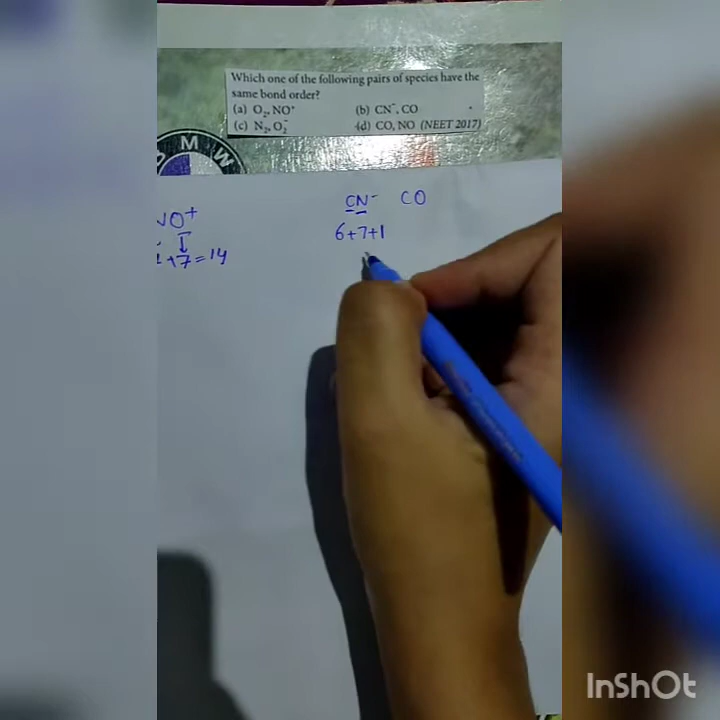 Which one of the following pairs of species have the
same bond order?
(a) O₂, NO⁺ (b) CN⁻, CO
(c) N₂, O₂⁻ (d) CO, NO (NEET 2017)
M W
NO⁺ CN⁻ CO
+7=14 6+7+1
InShOt